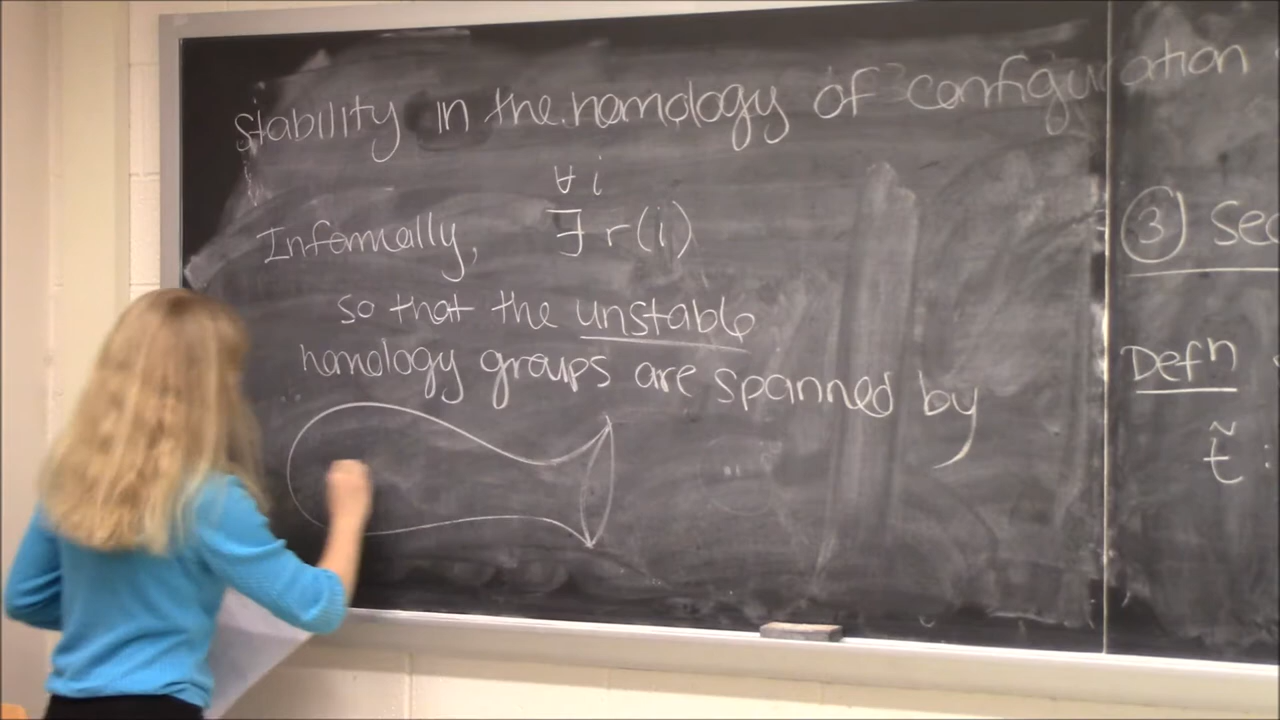 stability in the homology of configuration
∀ i
Informally, ∃ r(i)
so that the unstable
homology groups are spanned by
③ Sec
Defn
t̃ :